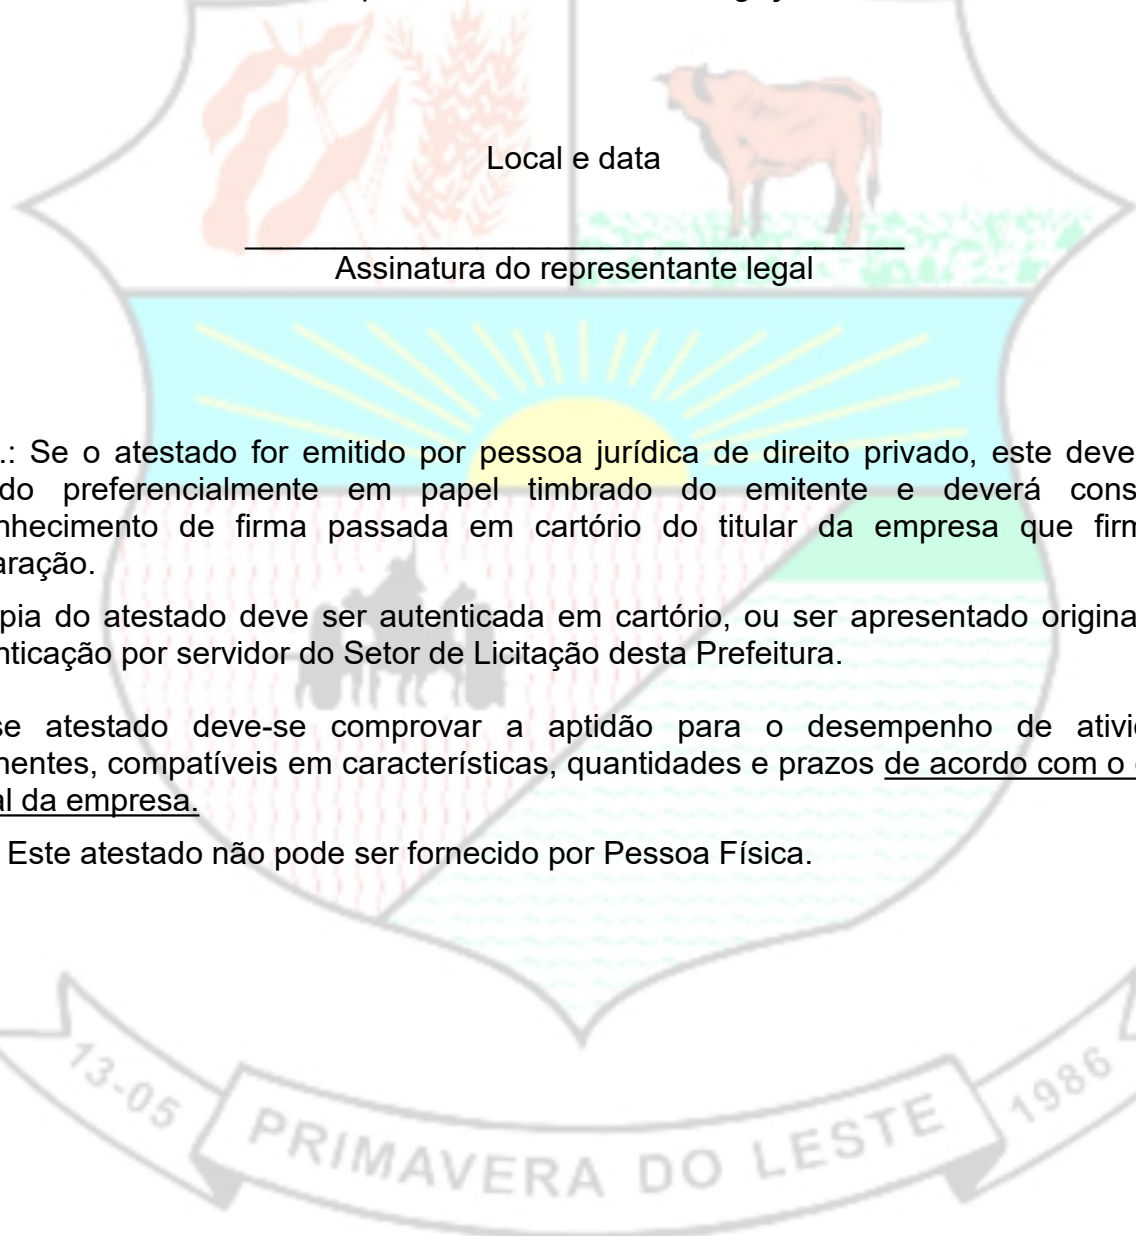 Local e data
Assinatura do representante legal
.: Se o atestado for emitido por pessoa jurídica de direito privado, este deve
do preferencialmente em papel timbrado do emitente e deverá cons
nhecimento de firma passada em cartório do titular da empresa que firm
aração.
pia do atestado deve ser autenticada em cartório, ou ser apresentado origina
nticação por servidor do Setor de Licitação desta Prefeitura.
se atestado deve-se comprovar a aptidão para o desempenho de ativi
nentes, compatíveis em características, quantidades e prazos de acordo com o
al da empresa.
Este atestado não pode ser fornecido por Pessoa Física.
13-05
PRIMAVERA DO LESTE
1986